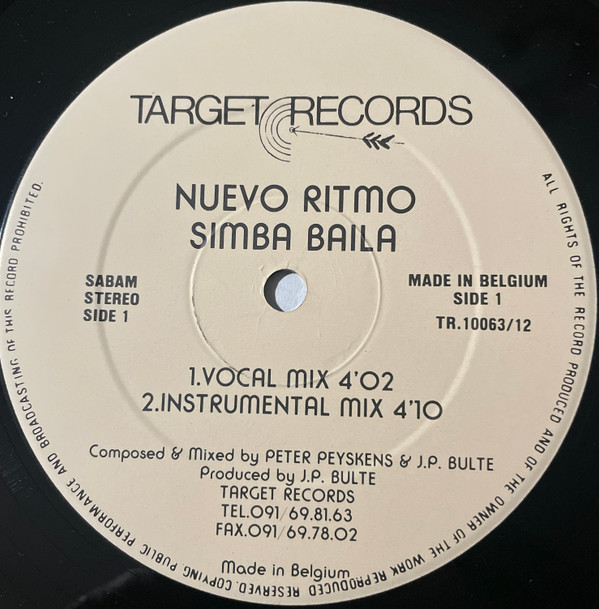 TARGET RECORDS
NUEVO RITMO
SIMBA BAILA
SABAM
STEREO
SIDE 1
MADE IN BELGIUM
SIDE 1
TR.10063/12
1.VOCAL MIX 4'02
2.INSTRUMENTAL MIX 4'10
Composed & Mixed by PETER PEYSKENS & J.P. BULTE
Produced by J.P. BULTE
TARGET RECORDS
TEL.091/69.81.63
FAX.091/69.78.02
Made in Belgium
ALL RIGHTS OF THE RECORD PRODUCED AND OF THE OWNER OF THE WORK REPRODUCED RESERVED. COPYING PUBLIC PERFORMANCE AND BROADCASTING OF THIS RECORD PROHIBITED.